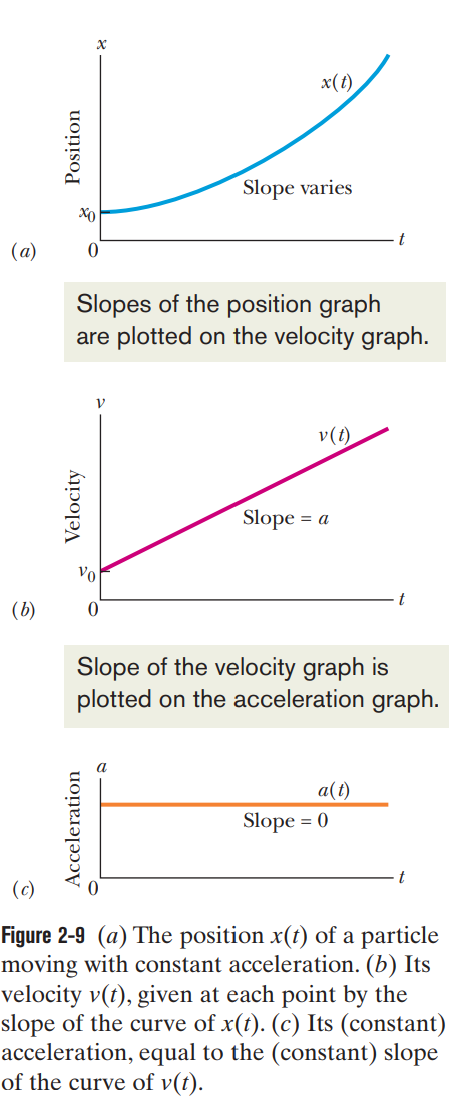 x
x(t)
Position
Slope varies
x0
t
(a)
0
Slopes of the position graph
are plotted on the velocity graph.
v
v(t)
Velocity
Slope = a
v0
t
(b)
0
Slope of the velocity graph is
plotted on the acceleration graph.
a
a(t)
Acceleration
Slope = 0
t
(c)
0
Figure 2-9 (a) The position x(t) of a particle
moving with constant acceleration. (b) Its
velocity v(t), given at each point by the
slope of the curve of x(t). (c) Its (constant)
acceleration, equal to the (constant) slope
of the curve of v(t).